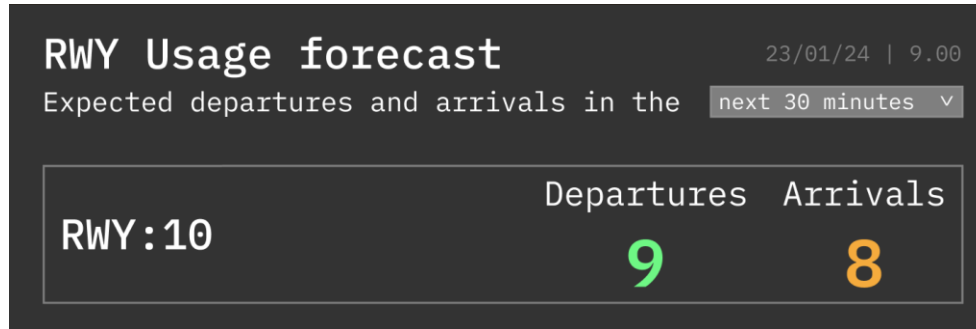 RWY Usage forecast
23/01/24 | 9.00
Expected departures and arrivals in the next 30 minutes
RWY:10
Departures Arrivals
9 8